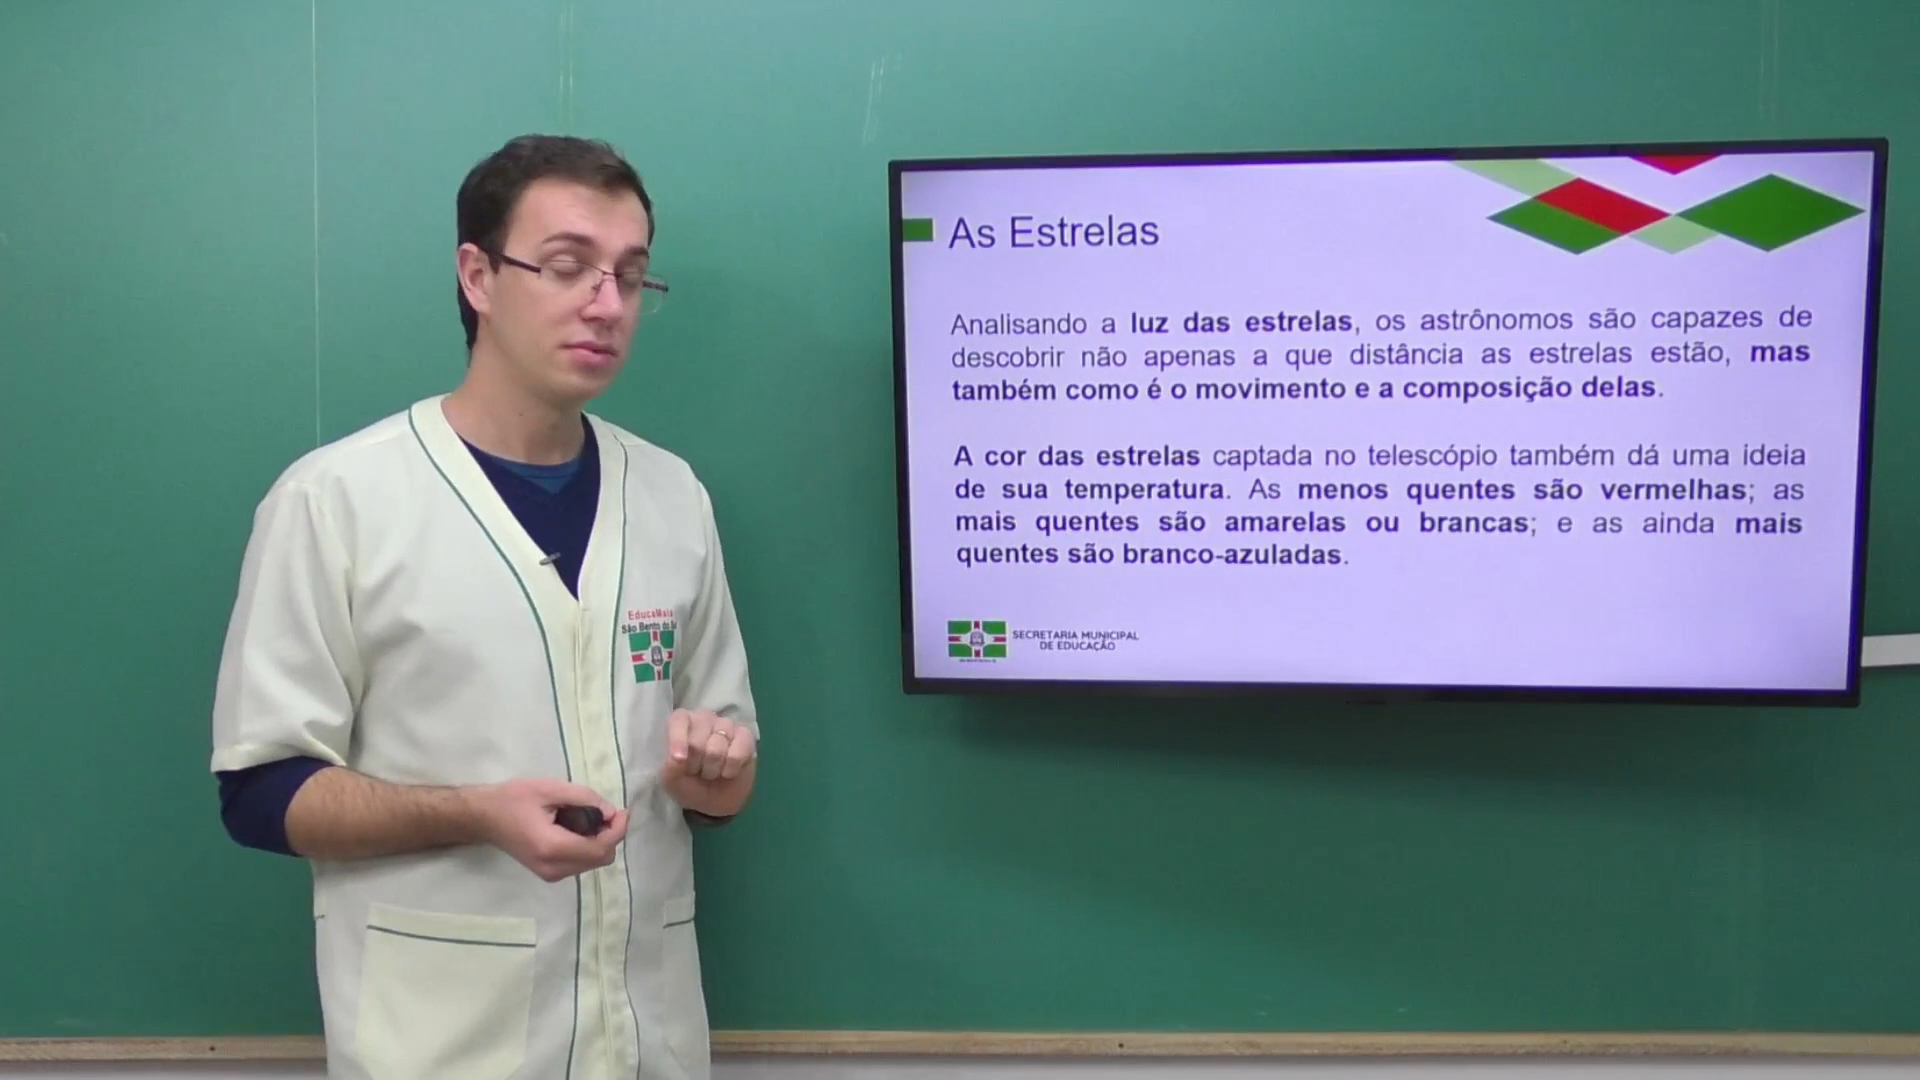 As Estrelas
Analisando a luz das estrelas, os astrônomos são capazes de
descobrir não apenas a que distância as estrelas estão, mas
também como é o movimento e a composição delas.
A cor das estrelas captada no telescópio também dá uma ideia
de sua temperatura. As menos quentes são vermelhas; as
mais quentes são amarelas ou brancas; e as ainda mais
quentes são branco-azuladas.
SECRETARIA MUNICIPAL
DE EDUCAÇÃO
EducaMais
São Bento do Sul